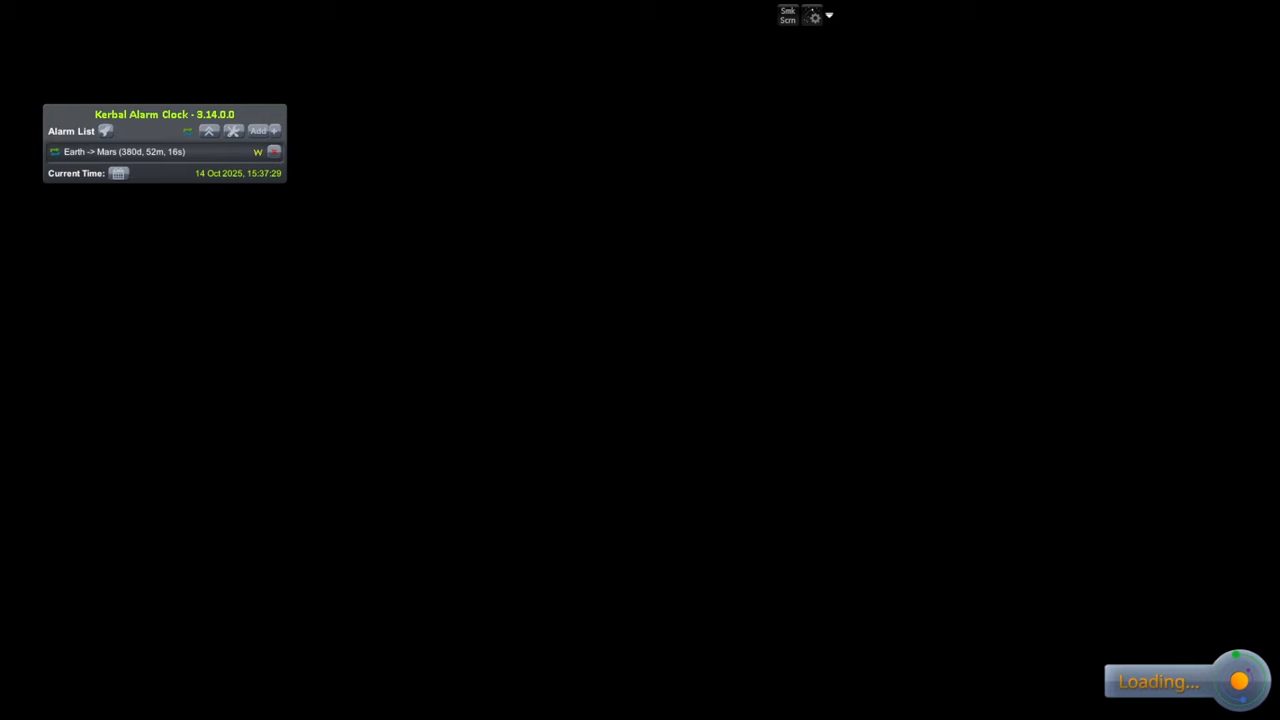 Smk
Scrn
Kerbal Alarm Clock - 3.14.0.0
Alarm List
Add +
Earth -> Mars (380d, 52m, 16s)
W
Current Time:
14 Oct 2025, 15:37:29
Loading...